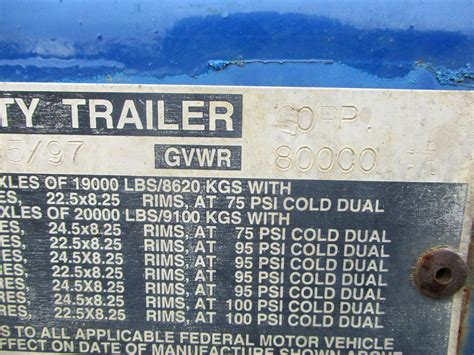 TY TRAILER CORP.
5/97 GVWR 80000
XLES OF 19000 LBS/8620 KGS WITH
RES, 22.5x8.25 RIMS, AT 75 PSI COLD DUAL
XLES OF 20000 LBS/9100 KGS WITH
ES, 24.5x8.25 RIMS, AT 75 PSI COLD DUAL
ES, 22.5x8.25 RIMS, AT 95 PSI COLD DUAL
RES, 24.5x8.25 RIMS, AT 95 PSI COLD DUAL
RES, 22.5x8.25 RIMS, AT 95 PSI COLD DUAL
RES, 24.5X8.25 RIMS, AT 95 PSI COLD DUAL
RES, 24.5x8.25 RIMS, AT 100 PSI COLD DUAL
RES, 22.5x8.25 RIMS, AT 100 PSI COLD DUAL
S TO ALL APPLICABLE FEDERAL MOTOR VEHICLE
EFFECT ON DATE OF MANUFACTURE SHOWN